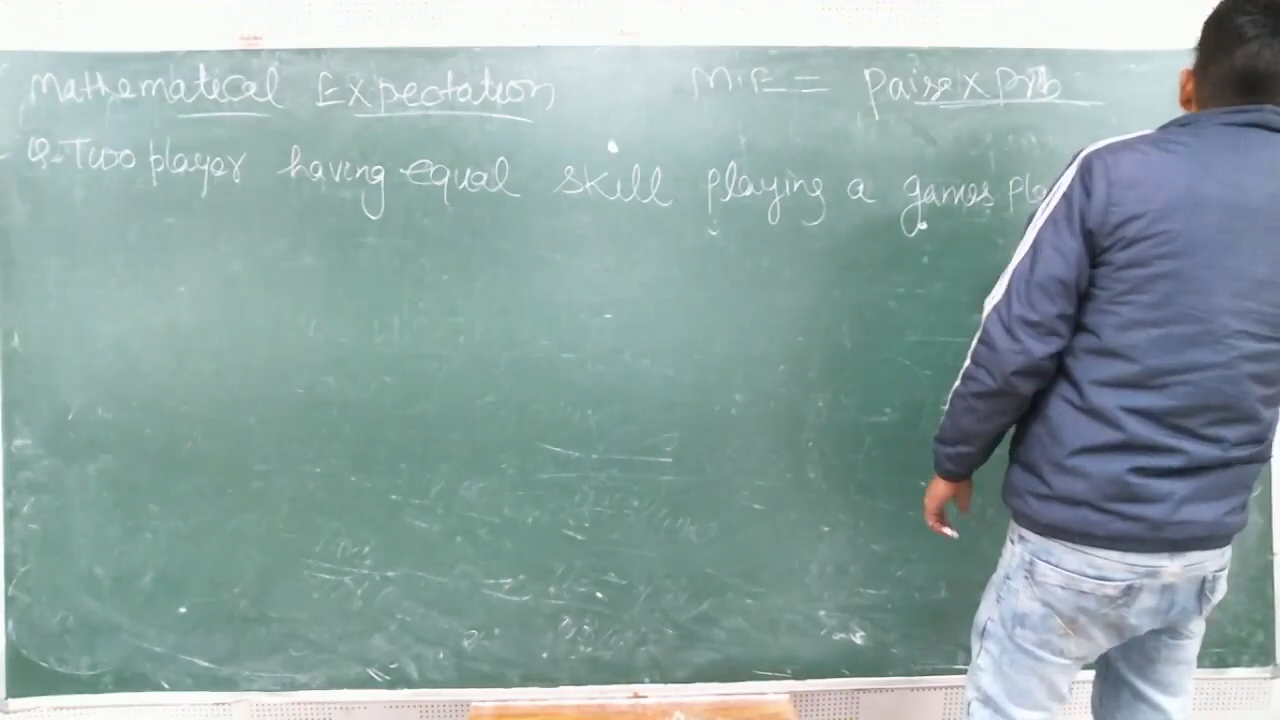 Mathematical Expectation M.E = Paise x Prob
Q. Two player having equal skill playing a games